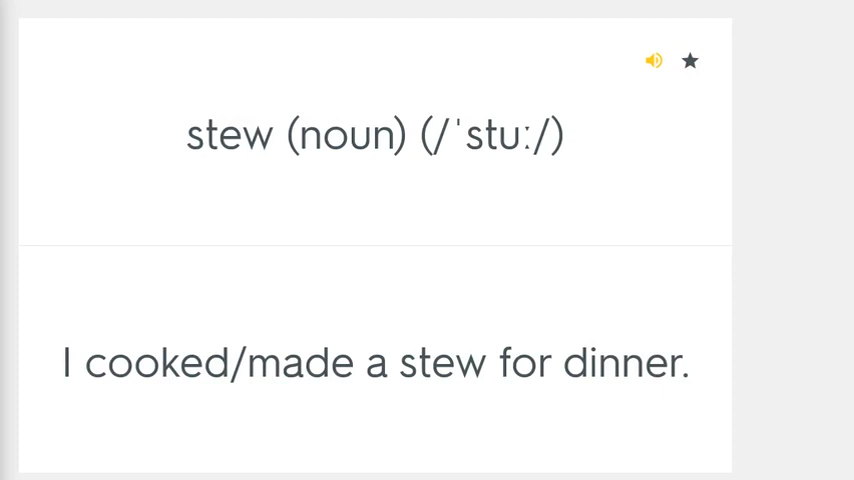 stew (noun) (/ˈstuː/)
I cooked/made a stew for dinner.